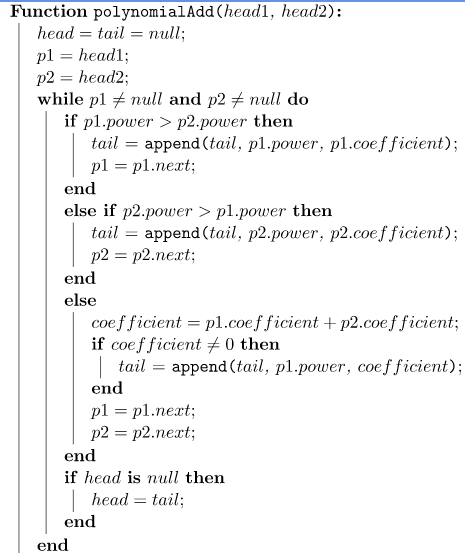 Function polynomialAdd(head1, head2):
head = tail = null;
p1 = head1;
p2 = head2;
while p1 ≠ null and p2 ≠ null do
if p1.power > p2.power then
tail = append(tail, p1.power, p1.coefficient);
p1 = p1.next;
end
else if p2.power > p1.power then
tail = append(tail, p2.power, p2.coefficient);
p2 = p2.next;
end
else
coefficient = p1.coefficient + p2.coefficient;
if coefficient ≠ 0 then
tail = append(tail, p1.power, coefficient);
end
p1 = p1.next;
p2 = p2.next;
end
if head is null then
head = tail;
end
end